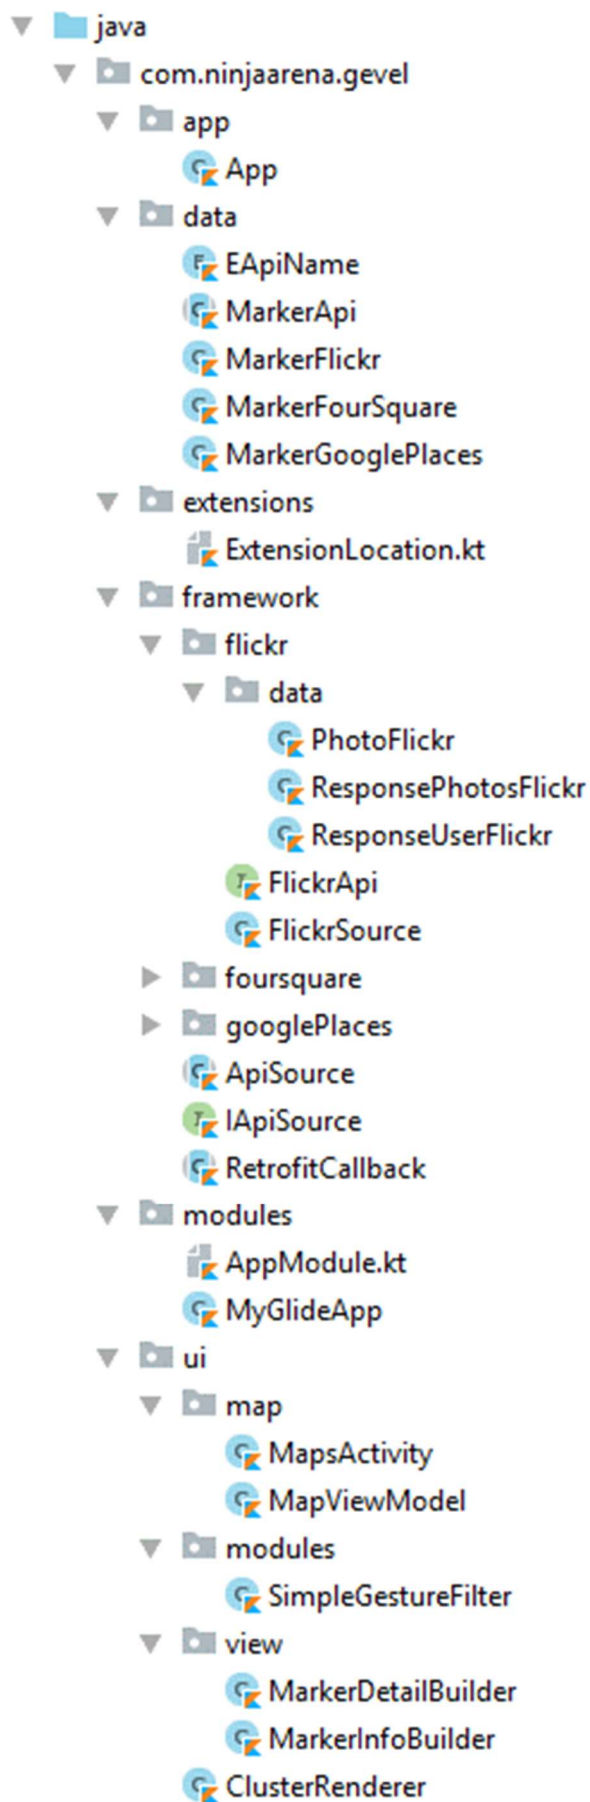 java
com.ninjaarena.gevel
app
App
data
EApiName
MarkerApi
MarkerFlickr
MarkerFourSquare
MarkerGooglePlaces
extensions
ExtensionLocation.kt
framework
flickr
data
PhotoFlickr
ResponsePhotosFlickr
ResponseUserFlickr
FlickrApi
FlickrSource
foursquare
googlePlaces
ApiSource
IApiSource
RetrofitCallback
modules
AppModule.kt
MyGlideApp
ui
map
MapsActivity
MapViewModel
modules
SimpleGestureFilter
view
MarkerDetailBuilder
MarkerInfoBuilder
ClusterRenderer